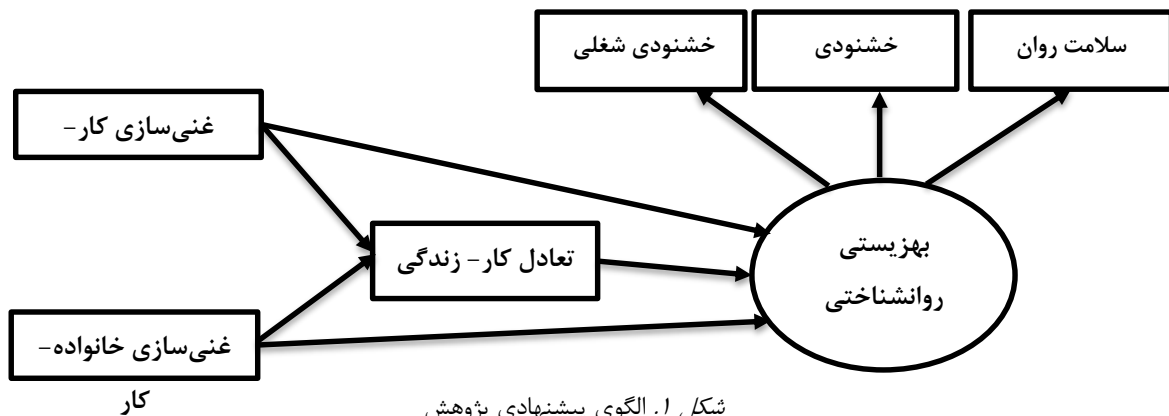 سلامت روان
خشنودی
خشنودی شغلی
غنی‌سازی کار-
تعادل کار- زندگی
بهزیستی
روانشناختی
غنی‌سازی خانواده-
کار
شکل 1. الگوی پیشنهادی پژوهش